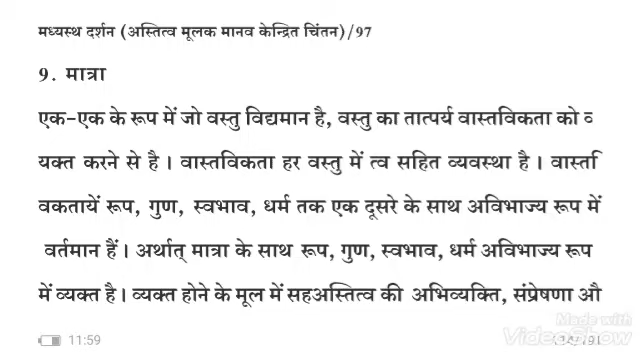 मध्यस्थ दर्शन (अस्तित्व मूलक मानव केन्द्रित चिंतन)/97
9. मात्रा
एक-एक के रूप में जो वस्तु विद्यमान है, वस्तु का तात्पर्य वास्तविकता को व
यक्त करने से है। वास्तविकता हर वस्तु में त्व सहित व्यवस्था है। वास्ति
वकतायें रूप, गुण, स्वभाव, धर्म तक एक दूसरे के साथ अविभाज्य रूप में
वर्तमान हैं। अर्थात् मात्रा के साथ रूप, गुण, स्वभाव, धर्म अविभाज्य रूप
में व्यक्त है। व्यक्त होने के मूल में सहअस्तित्व की अभिव्यक्ति, संप्रेषणा औ
11:59
Made with
VideoShow